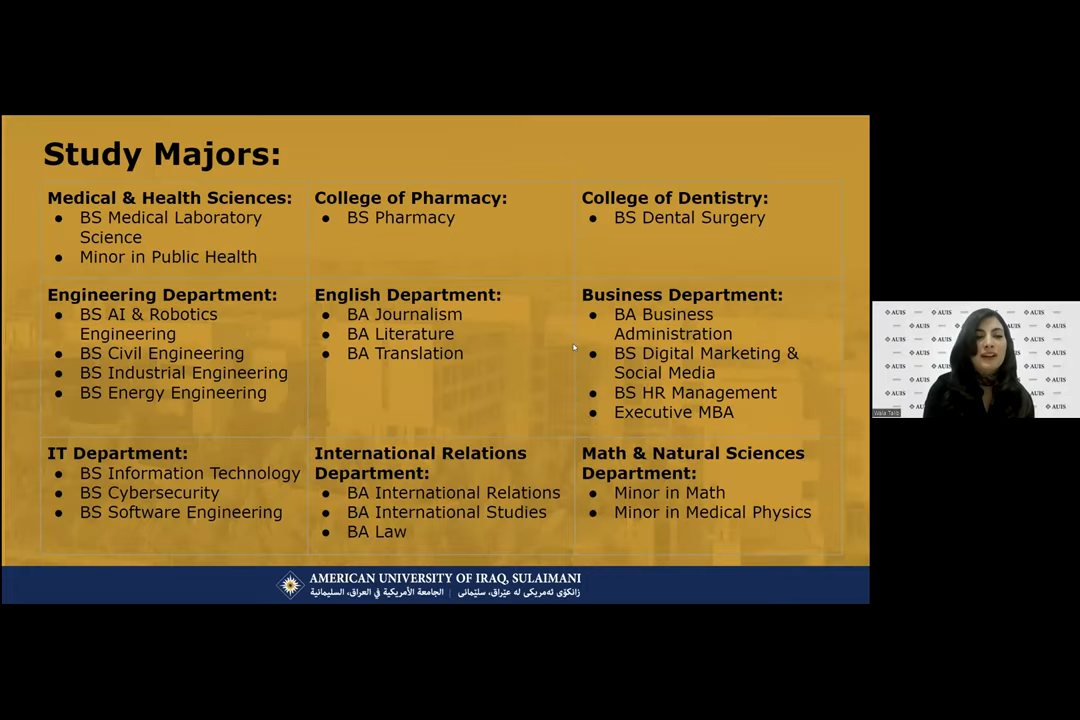 Study Majors:
Medical & Health Sciences:
● BS Medical Laboratory
Science
● Minor in Public Health
College of Pharmacy:
● BS Pharmacy
College of Dentistry:
● BS Dental Surgery
Engineering Department:
● BS AI & Robotics
Engineering
● BS Civil Engineering
● BS Industrial Engineering
● BS Energy Engineering
English Department:
● BA Journalism
● BA Literature
● BA Translation
Business Department:
● BA Business
Administration
● BS Digital Marketing &
Social Media
● BS HR Management
● Executive MBA
IT Department:
● BS Information Technology
● BS Cybersecurity
● BS Software Engineering
International Relations
Department:
● BA International Relations
● BA International Studies
● BA Law
Math & Natural Sciences
Department:
● Minor in Math
● Minor in Medical Physics
AMERICAN UNIVERSITY OF IRAQ, SULAIMANI
زانكۆی ئەمریكی لە عێراق، سلێمانی | الجامعة الأمريكية في العراق، السليمانية
AUIS